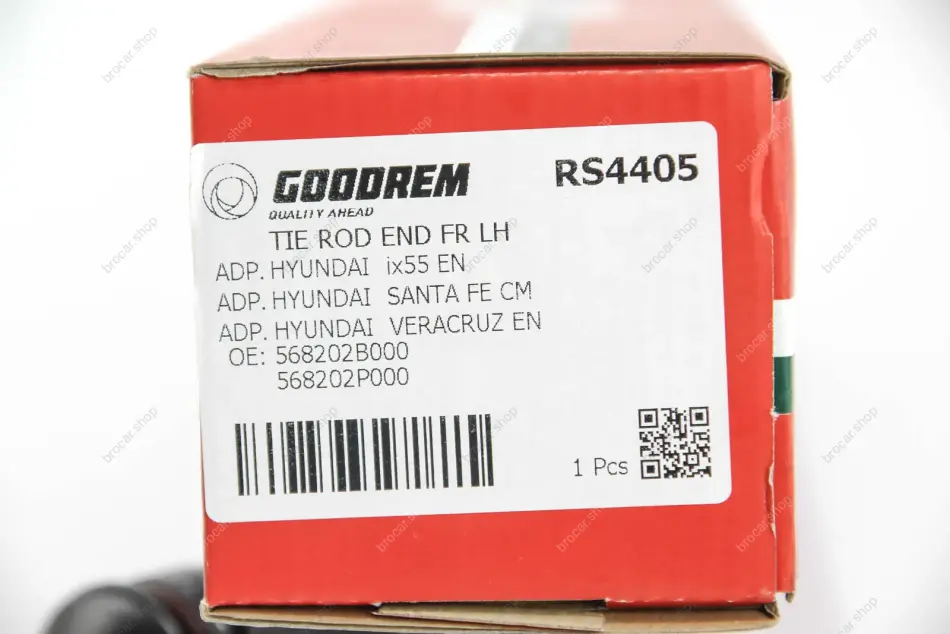 GOODREM
RS4405
QUALITY AHEAD
TIE ROD END FR LH
ADP. HYUNDAI ix55 EN
ADP. HYUNDAI SANTA FE CM
ADP. HYUNDAI VERACRUZ EN
OE: 568202B000
568202P000
1 Pcs
brocar.shop